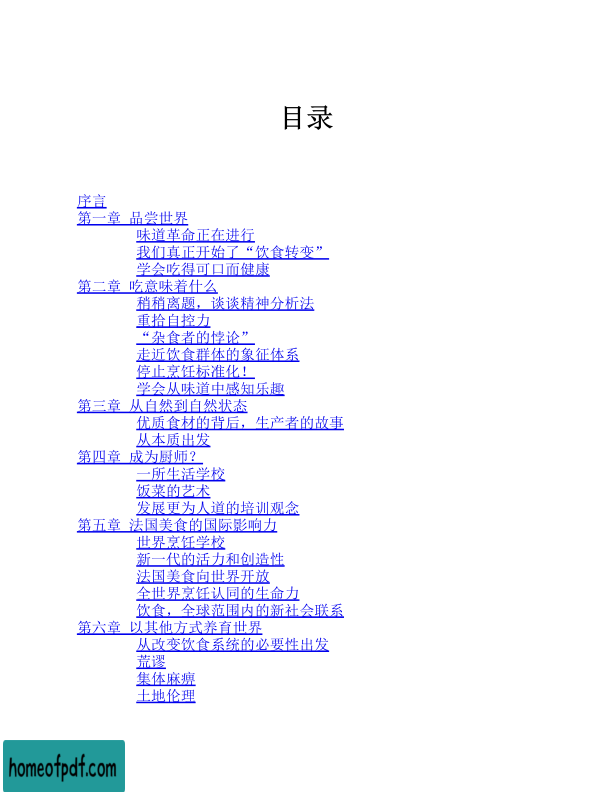 目录
序言
第一章 品尝世界
味道革命正在进行
我们真正开始了“饮食转变”
学会吃得可口而健康
第二章 吃意味着什么
稍稍离题，谈谈精神分析法
重拾自控力
“杂食者的悖论”
走近饮食群体的象征体系
停止烹饪标准化！
学会从味道中感知乐趣
第三章 从自然到自然状态
优质食材的背后，生产者的故事
从本质出发
第四章 成为厨师？
一所生活学校
饭菜的艺术
发展更为人道的培训观念
第五章 法国美食的国际影响力
世界烹饪学校
新一代的活力和创造性
法国美食向世界开放
全世界烹饪认同的生命力
饮食，全球范围内的新社会联系
第六章 以其他方式养育世界
从改变饮食系统的必要性出发
荒谬
集体麻痹
土地伦理
homeofpdf.com